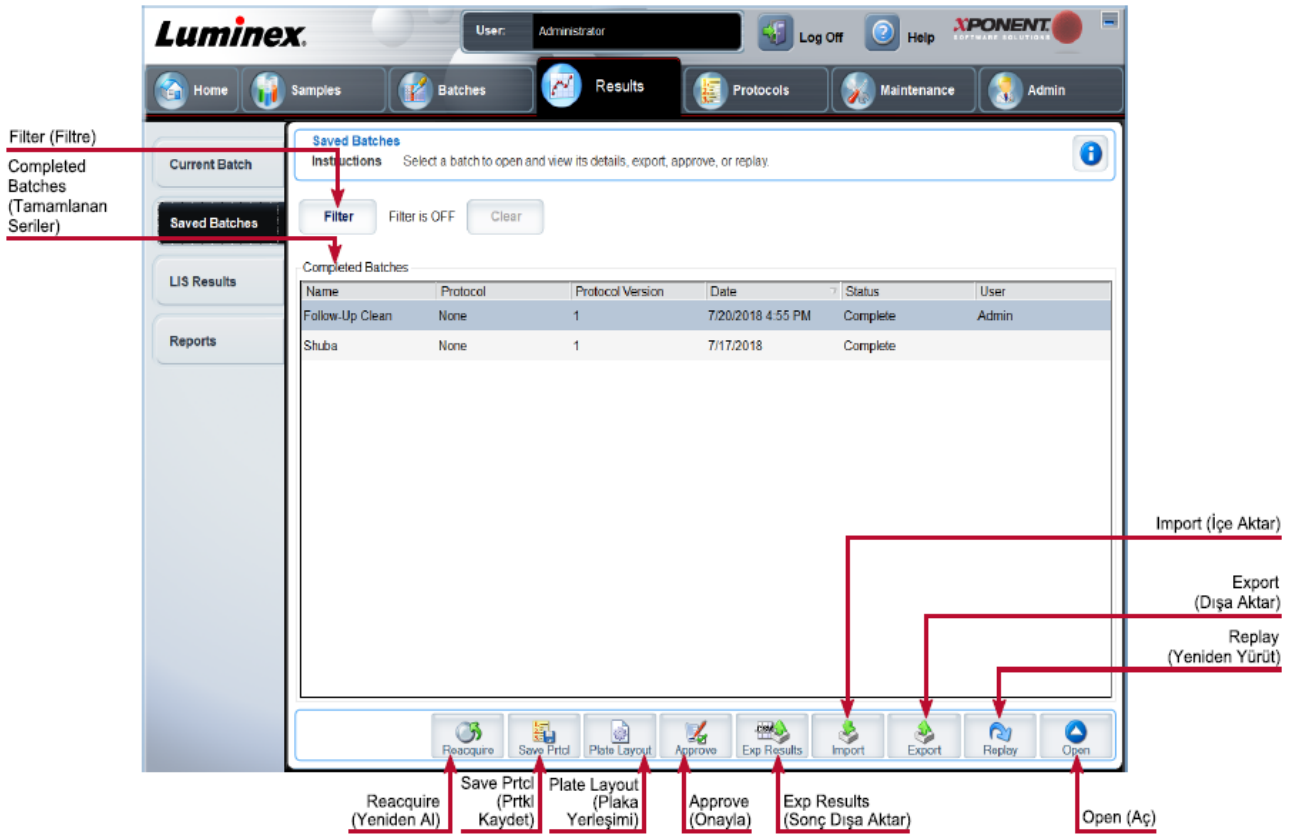 Luminex.
User: Administrator
Log Off
Help
XPONENT.
SOFTWARE SOLUTIONS
Home
Samples
Batches
Results
Protocols
Maintenance
Admin
Filter (Filtre)
Completed
Batches
(Tamamlanan
Seriler)
Current Batch
Saved Batches
LIS Results
Reports
Saved Batches
Instructions Select a batch to open and view its details, export, approve, or replay.
Filter Filter is OFF Clear
Completed Batches
Name Protocol Protocol Version Date Status User
Follow-Up Clean None 1 7/20/2018 4:55 PM Complete Admin
Shuba None 1 7/17/2018 Complete
Import (İçe Aktar)
Export
(Dışa Aktar)
Replay
(Yeniden Yürüt)
Reacquire Save Prtcl Plate Layout Approve Exp Results Import Export Replay Open
Reacquire
(Yeniden Al)
Save Prtcl
(Prtkl
Kaydet)
Plate Layout
(Plaka
Yerleşimi)
Approve
(Onayla)
Exp Results
(Sonç Dışa Aktar)
Open (Aç)